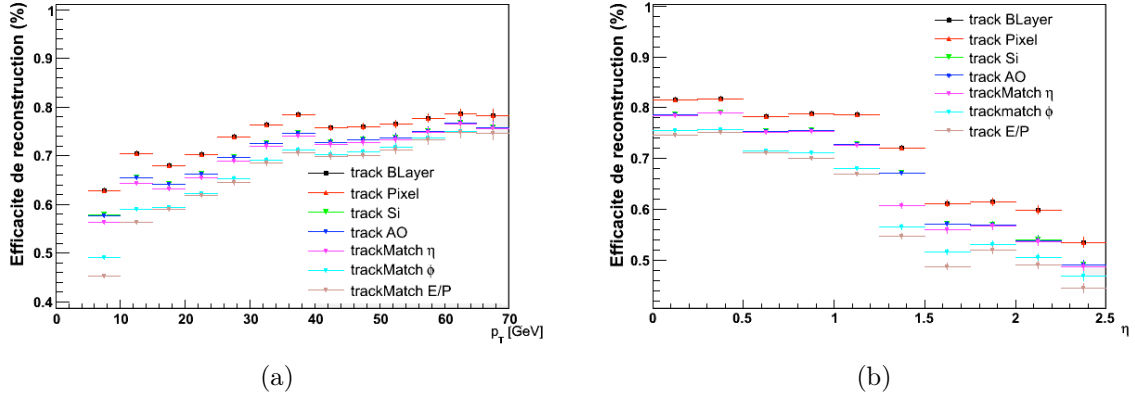 Efficacite de reconstruction (%)
1
0.9
0.8
0.7
0.6
0.5
0.4
track BLayer
track Pixel
track Si
track AO
trackMatch η
trackMatch ϕ
trackMatch E/P
0 10 20 30 40 50 60 70
p_T [GeV]
(a)
Efficacite de reconstruction (%)
1
0.9
0.8
0.7
0.6
0.5
track BLayer
track Pixel
track Si
track AO
trackMatch η
trackmatch ϕ
track E/P
0 0.5 1 1.5 2 2.5
η
(b)